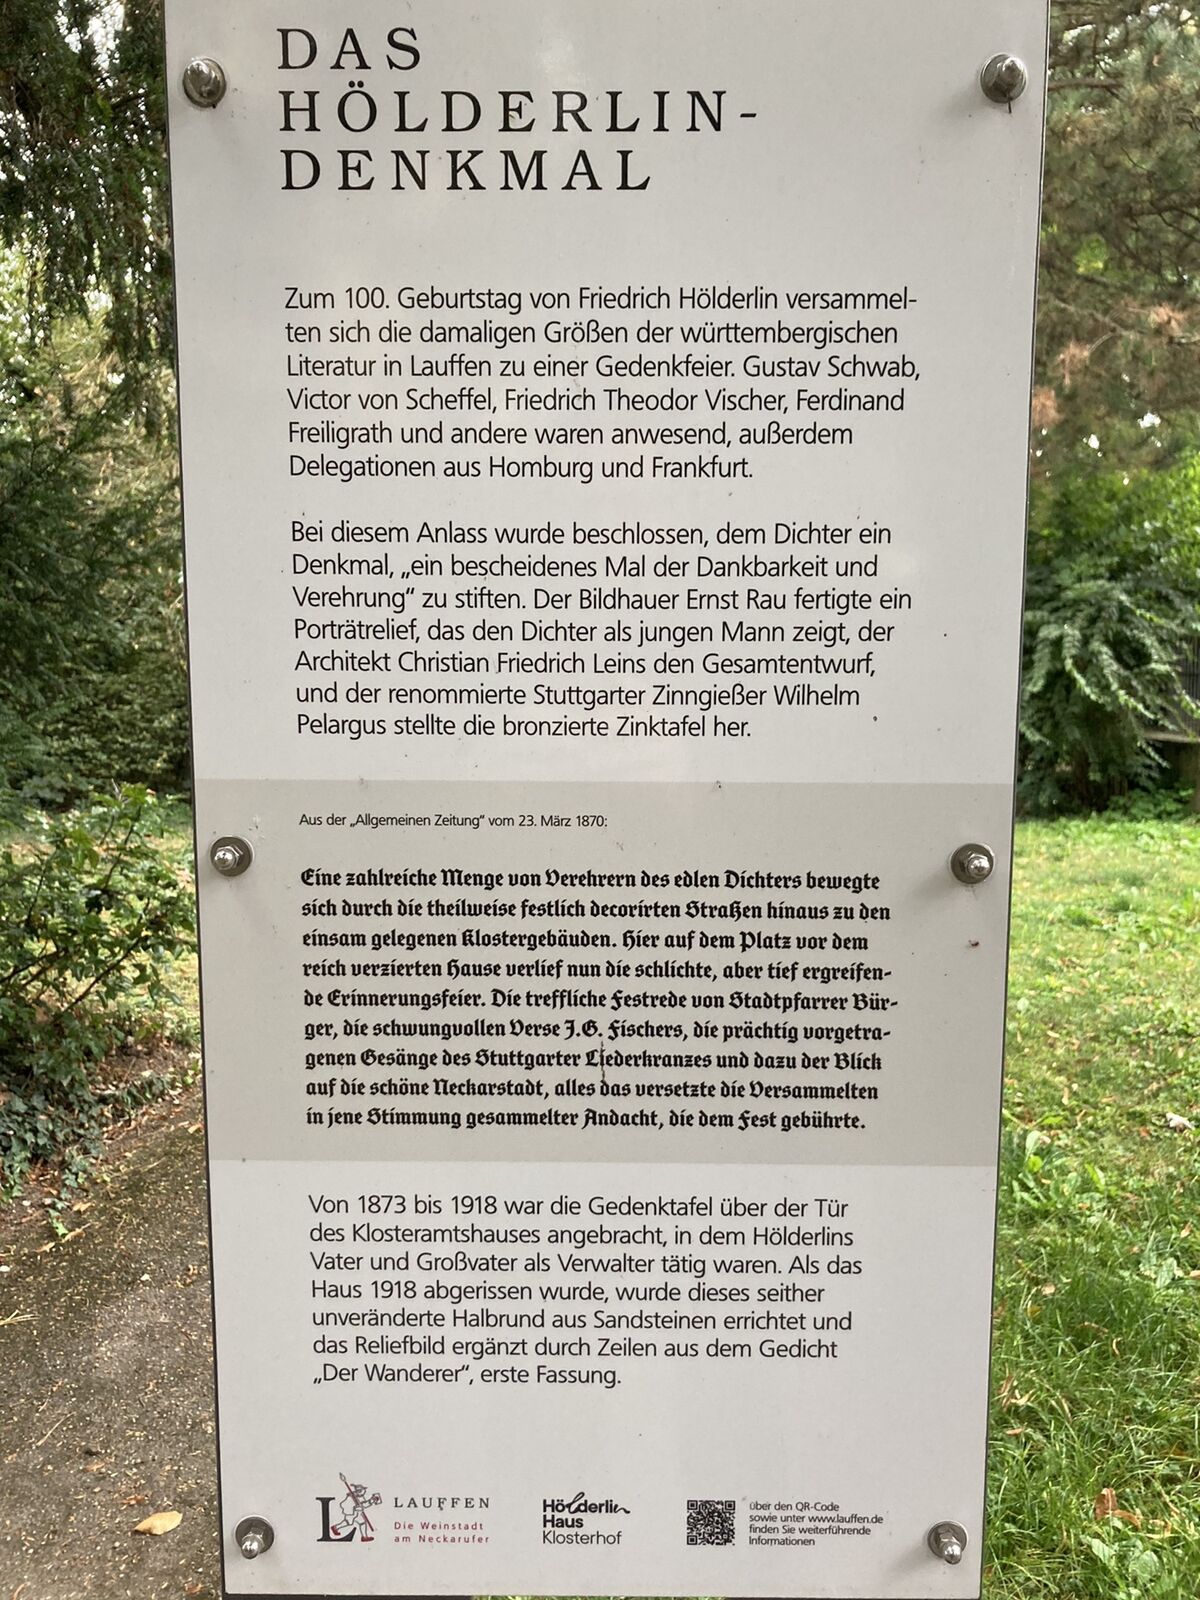 DAS
HÖLDERLIN-
DENKMAL
Zum 100. Geburtstag von Friedrich Hölderlin versammel-
ten sich die damaligen Größen der württembergischen
Literatur in Lauffen zu einer Gedenkfeier. Gustav Schwab,
Victor von Scheffel, Friedrich Theodor Vischer, Ferdinand
Freiligrath und andere waren anwesend, außerdem
Delegationen aus Homburg und Frankfurt.
Bei diesem Anlass wurde beschlossen, dem Dichter ein
Denkmal, „ein bescheidenes Mal der Dankbarkeit und
Verehrung“ zu stiften. Der Bildhauer Ernst Rau fertigte ein
Porträtrelief, das den Dichter als jungen Mann zeigt, der
Architekt Christian Friedrich Leins den Gesamtentwurf,
und der renommierte Stuttgarter Zinngießer Wilhelm
Pelargus stellte die bronzierte Zinktafel her.
Aus der „Allgemeinen Zeitung“ vom 23. März 1870:
Eine zahlreiche Menge von Verehrern des edlen Dichters bewegte
sich durch die theilweise festlich decorirten Straßen hinaus zu den
einsam gelegenen Klostergebäuden. Hier auf dem Platz vor dem
reich verzierten Hause verlief nun die schlichte, aber tief ergreifen-
de Erinnerungsfeier. Die treffliche Festrede von Stadtpfarrer Bür-
ger, die schwungvollen Verse J.G. Fischers, die prächtig vorgetra-
genen Gesänge des Stuttgarter Liederkranzes und dazu der Blick
auf die schöne Neckarstadt, alles das versetzte die Versammelten
in jene Stimmung gesammelter Andacht, die dem Fest gebührte.
Von 1873 bis 1918 war die Gedenktafel über der Tür
des Klosteramtshauses angebracht, in dem Hölderlins
Vater und Großvater als Verwalter tätig waren. Als das
Haus 1918 abgerissen wurde, wurde dieses seither
unveränderte Halbrund aus Sandsteinen errichtet und
das Reliefbild ergänzt durch Zeilen aus dem Gedicht
„Der Wanderer“, erste Fassung.
L
LAUFFEN
Die Weinstadt
am Neckarufer
Hölderlin
Haus
Klosterhof
über den QR-Code
sowie unter www.lauffen.de
finden Sie weiterführende
Informationen